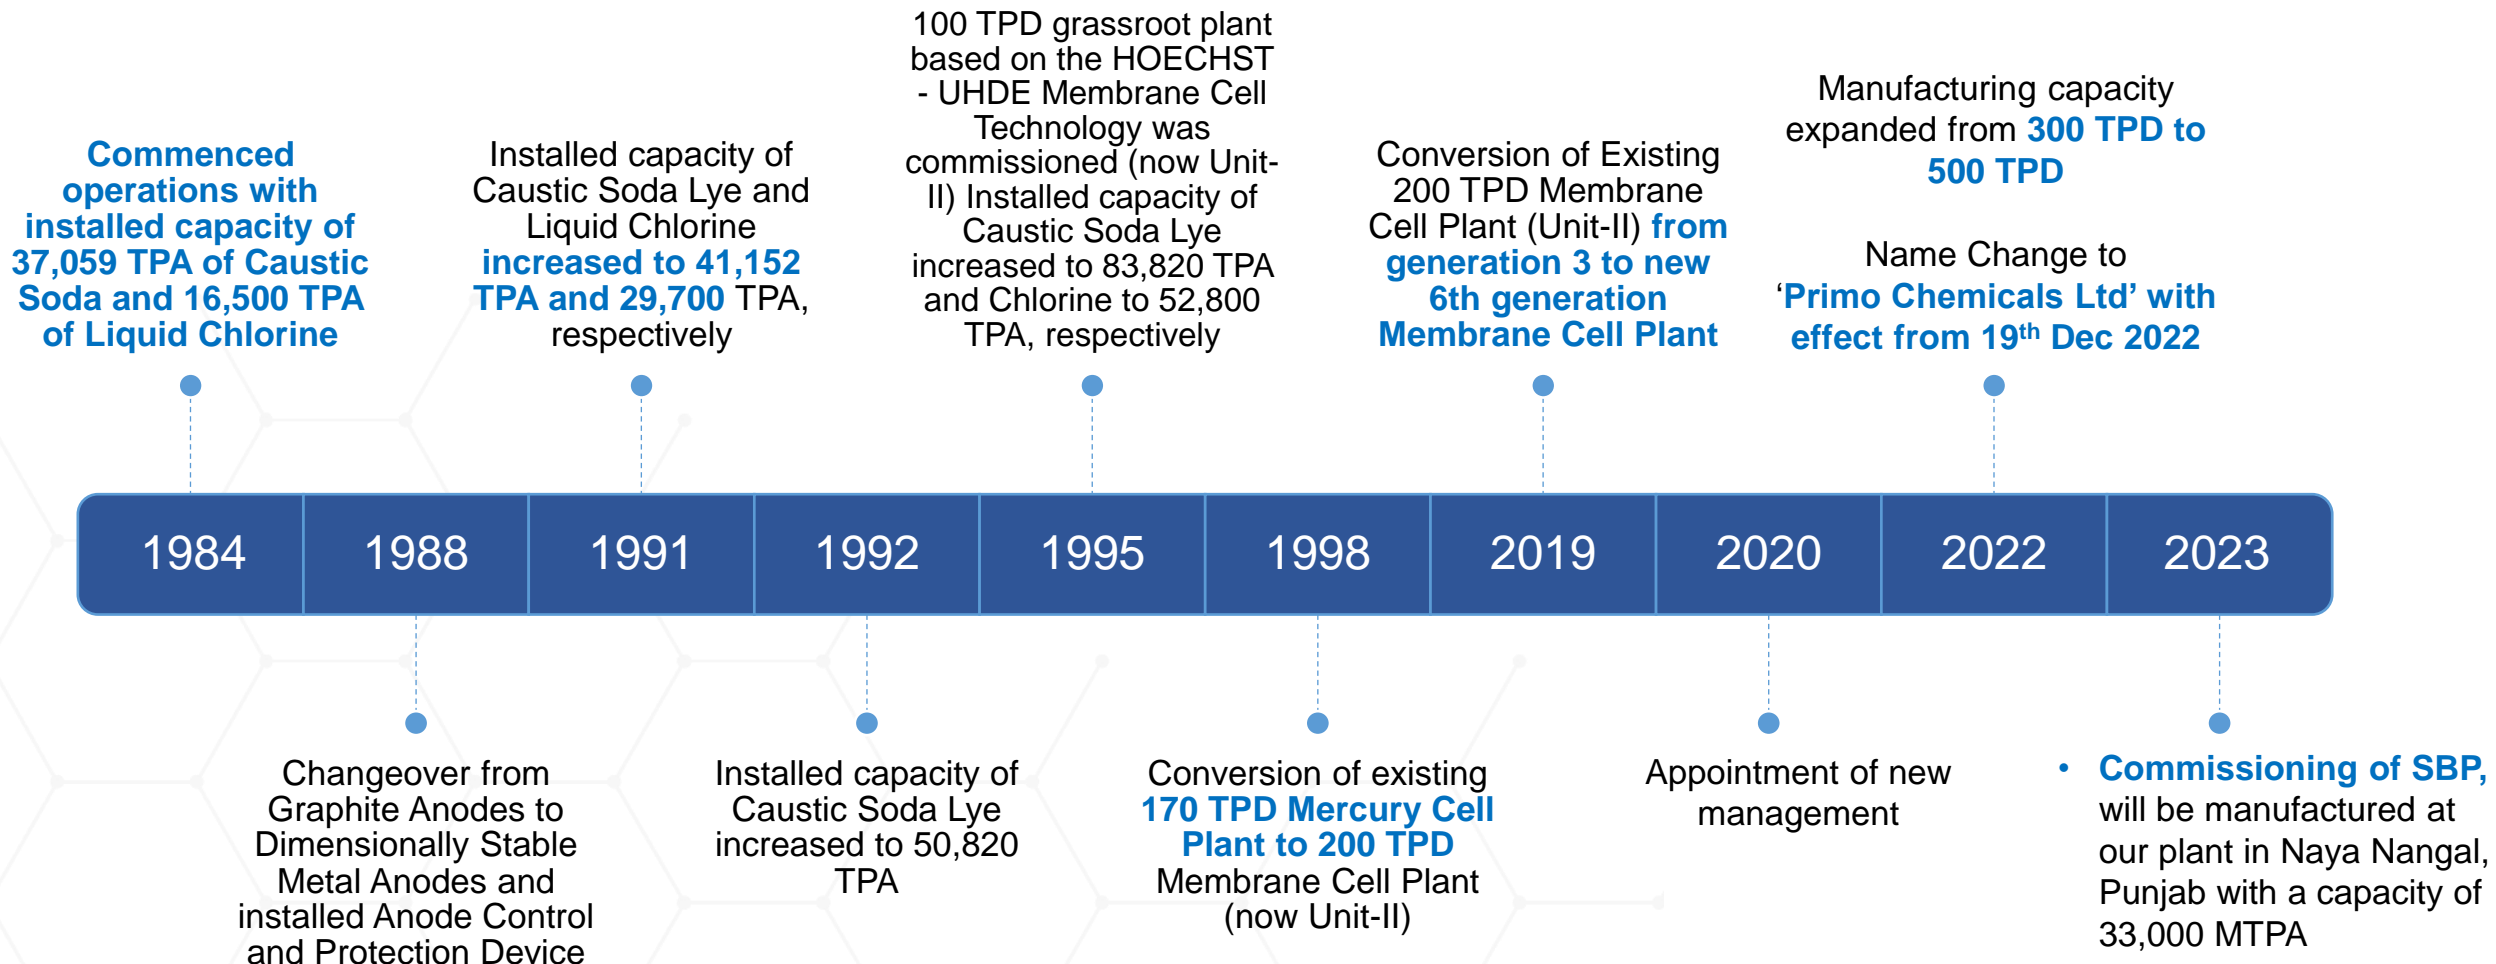 Commenced
operations with
installed capacity of
37,059 TPA of Caustic
Soda and 16,500 TPA
of Liquid Chlorine
Installed capacity of
Caustic Soda Lye and
Liquid Chlorine
increased to 41,152
TPA and 29,700 TPA,
respectively
100 TPD grassroot plant
based on the HOECHST
- UHDE Membrane Cell
Technology was
commissioned (now Unit-
II) Installed capacity of
Caustic Soda Lye
increased to 83,820 TPA
and Chlorine to 52,800
TPA, respectively
Conversion of Existing
200 TPD Membrane
Cell Plant (Unit-II) from
generation 3 to new
6th generation
Membrane Cell Plant
Manufacturing capacity
expanded from 300 TPD to
500 TPD
Name Change to
‘Primo Chemicals Ltd’ with
effect from 19th Dec 2022
1984 1988 1991 1992 1995 1998 2019 2020 2022 2023
Changeover from
Graphite Anodes to
Dimensionally Stable
Metal Anodes and
installed Anode Control
and Protection Device
Installed capacity of
Caustic Soda Lye
increased to 50,820
TPA
Conversion of existing
170 TPD Mercury Cell
Plant to 200 TPD
Membrane Cell Plant
(now Unit-II)
Appointment of new
management
• Commissioning of SBP,
will be manufactured at
our plant in Naya Nangal,
Punjab with a capacity of
33,000 MTPA